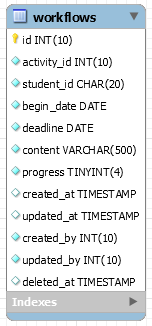 workflows
id INT(10)
activity_id INT(10)
student_id CHAR(20)
begin_date DATE
deadline DATE
content VARCHAR(500)
progress TINYINT(4)
created_at TIMESTAMP
updated_at TIMESTAMP
created_by INT(10)
updated_by INT(10)
deleted_at TIMESTAMP
Indexes